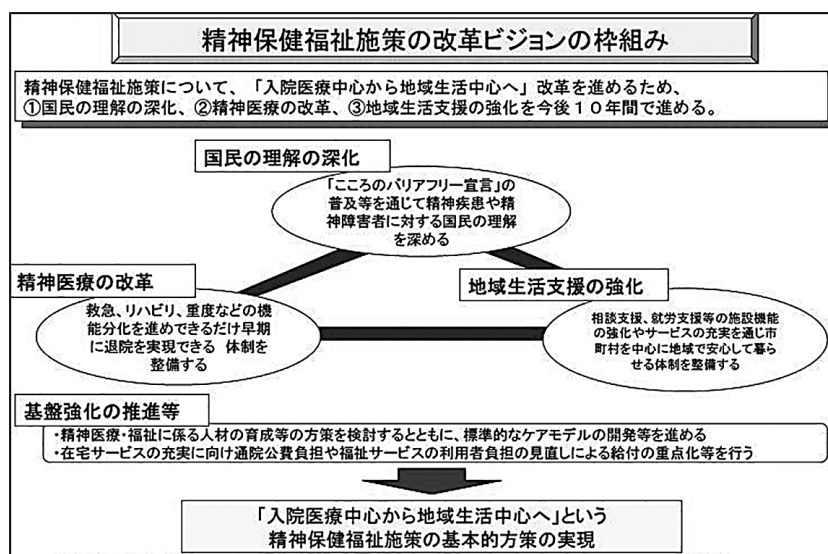 精神保健福祉施策の改革ビジョンの枠組み
精神保健福祉施策について、「入院医療中心から地域生活中心へ」改革を進めるため、
①国民の理解の深化、②精神医療の改革、③地域生活支援の強化を今後１０年間で進める。
国民の理解の深化
「こころのバリアフリー宣言」の
普及等を通じて精神疾患や精
神障害者に対する国民の理解
を深める
精神医療の改革
救急、リハビリ、重度などの機
能分化を進めできるだけ早期
に退院を実現できる 体制を
整備する
地域生活支援の強化
相談支援、就労支援等の施設機能
の強化やサービスの充実を通じ市
町村を中心に地域で安心して暮ら
せる体制を整備する
基盤強化の推進等
・精神医療・福祉に係る人材の育成等の方策を検討するとともに、標準的なケアモデルの開発等を進める
・在宅サービスの充実に向け通院公費負担や福祉サービスの利用者負担の見直しによる給付の重点化等を行う
「入院医療中心から地域生活中心へ」という
精神保健福祉施策の基本的方策の実現